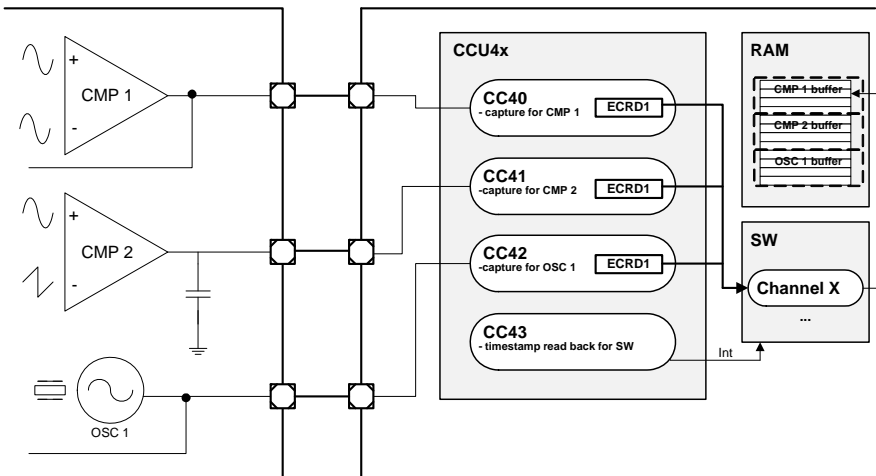 +
CMP 1
-
+
CMP 2
-
OSC 1
CCU4x
CC40
- capture for CMP 1
ECRD1
CC41
-capture for CMP 2
ECRD1
CC42
-capture for OSC 1
ECRD1
CC43
- timestamp read back for SW
Int
RAM
CMP 1 buffer
CMP 2 buffer
OSC 1 buffer
SW
Channel X
...